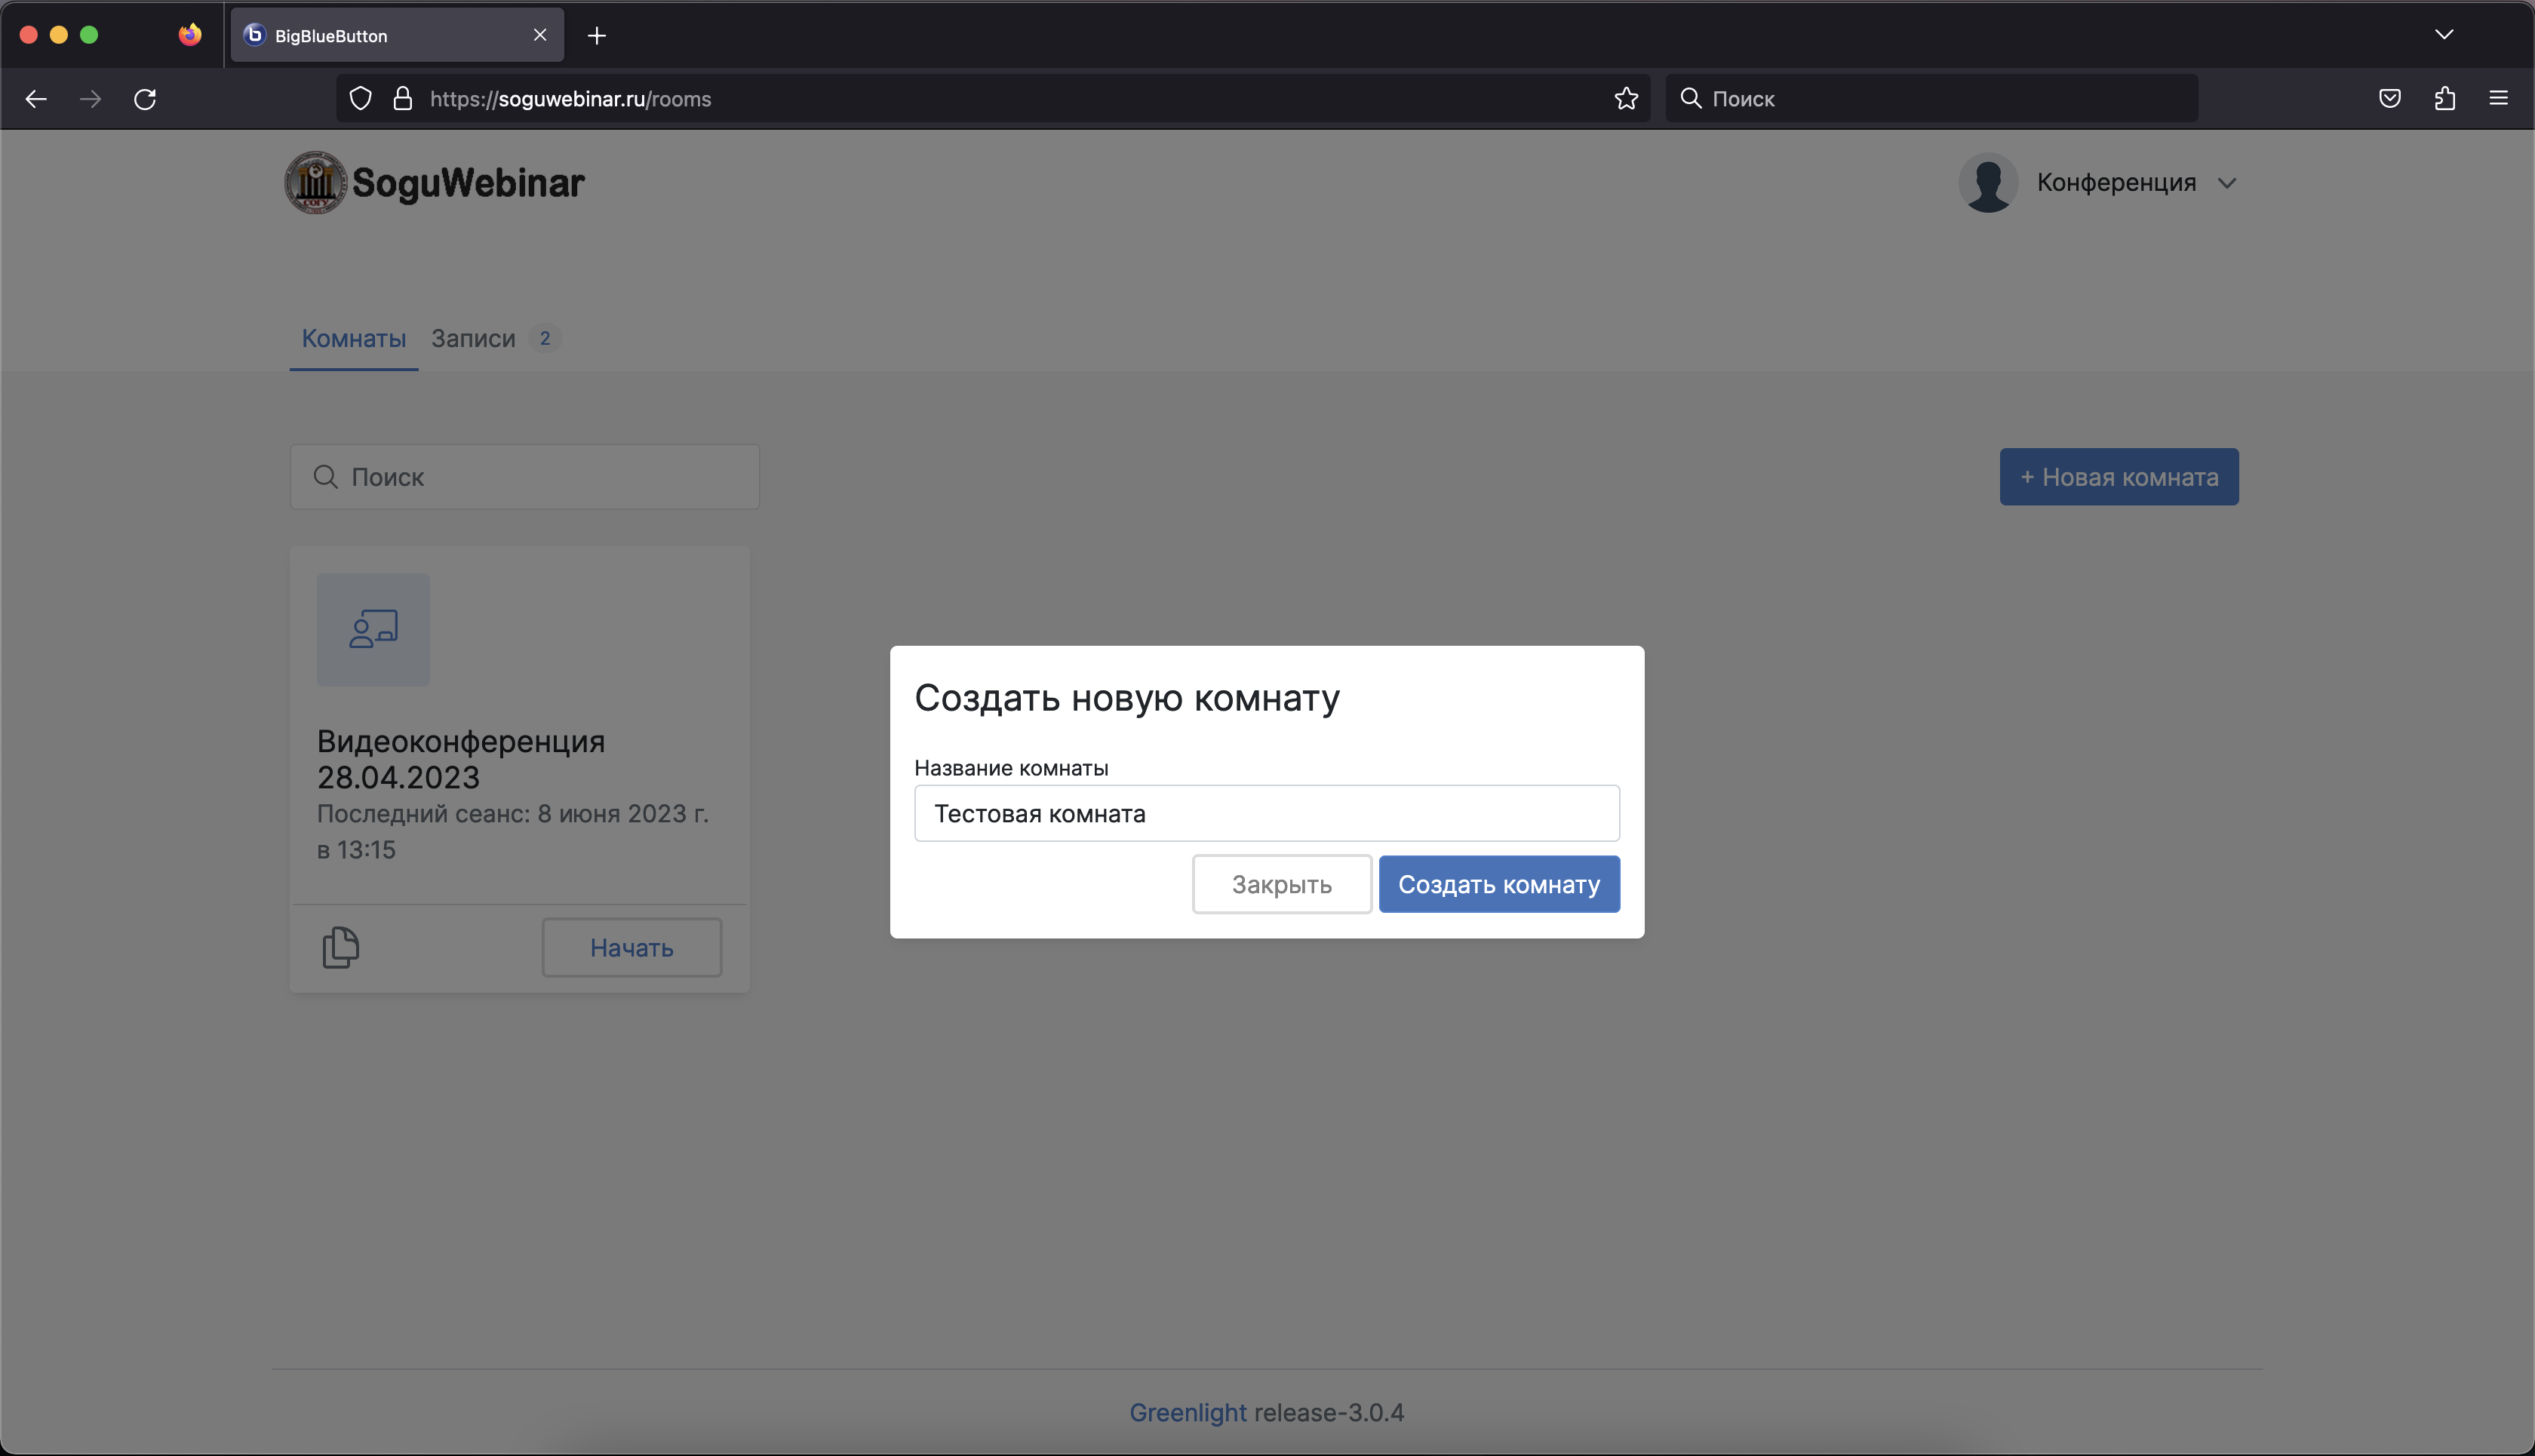 BigBlueButton
https://soguwebinar.ru/rooms
Поиск
СОГУ
SoguWebinar
Конференция
Комнаты Записи 2
Поиск
+ Новая комната
Видеоконференция
28.04.2023
Последний сеанс: 8 июня 2023 г.
в 13:15
Начать
Создать новую комнату
Название комнаты
Тестовая комната
Закрыть
Создать комнату
Greenlight release-3.0.4